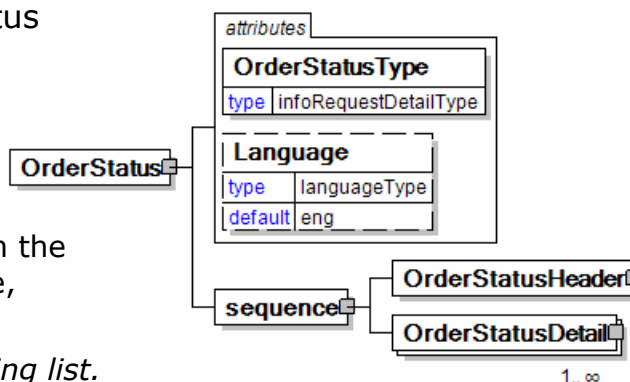 tus
attributes
OrderStatusType
type infoRequestDetailType
Language
type languageType
default eng
OrderStatus
n the
e,
sequence
OrderStatusHeader
OrderStatusDetail
ing list.
1..∞